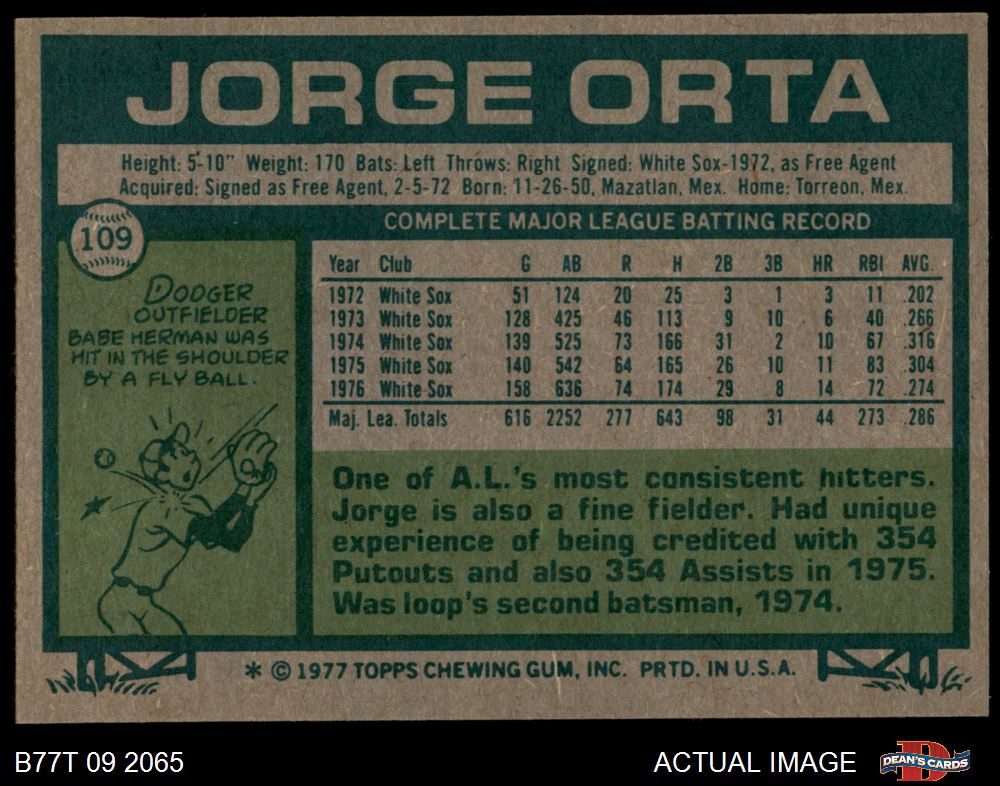 JORGE ORTA
Height: 5'-10" Weight: 170 Bats: Left Throws: Right Signed: White Sox-1972, as Free Agent
Acquired: Signed as Free Agent, 2-5-72 Born: 11-26-50, Mazatlan, Mex. Home: Torreon, Mex.
109
COMPLETE MAJOR LEAGUE BATTING RECORD
DODGER
OUTFIELDER
BABE HERMAN WAS
HIT IN THE SHOULDER
BY A FLY BALL.
Year Club G AB R H 2B 3B HR RBI AVG.
1972 White Sox 51 124 20 25 3 1 3 11 .202
1973 White Sox 128 425 46 113 9 10 6 40 .266
1974 White Sox 139 525 73 166 31 2 10 67 .316
1975 White Sox 140 542 64 165 26 10 11 83 .304
1976 White Sox 158 636 74 174 29 8 14 72 .274
Maj. Lea. Totals 616 2252 277 643 98 31 44 273 .286
One of A.L.'s most consistent hitters.
Jorge is also a fine fielder. Had unique
experience of being credited with 354
Putouts and also 354 Assists in 1975.
Was loop's second batsman, 1974.
* © 1977 TOPPS CHEWING GUM, INC. PRTD. IN U.S.A.
B77T 09 2065
ACTUAL IMAGE
D
DEAN'S CARDS